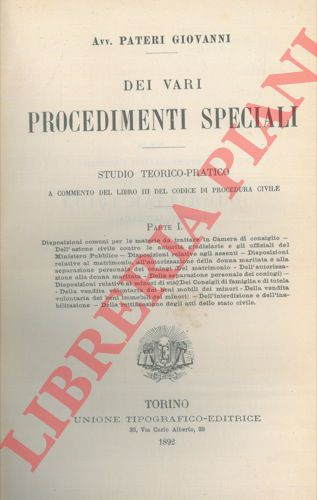 Avv. PATERI GIOVANNI
DEI VARI
PROCEDIMENTI SPECIALI
STUDIO TEORICO-PRATICO
A COMMENTO DEL LIBRO III DEL CODICE DI PROCEDURA CIVILE
PARTE I.
Disposizioni comuni per le materie da trattarsi in Camera di consiglio —
Dell'azione civile contro le autorità giudiziarie e gli uffiziali del
Ministero Pubblico — Disposizioni relative agli assenti — Disposizioni
relative al matrimonio, all'autorizzazione della donna maritata e alla
separazione personale dei coniugi: Del matrimonio — Dell'autorizza-
zione alla donna maritata — Della separazione personale dei coniugi —
Disposizioni relative ai minori di età: Dei Consigli di famiglia e di tutela
- Della vendita volontaria dei beni mobili dei minori - Della vendita
volontaria dei beni immobili dei minori; — Dell'interdizione e dell'ina-
bilitazione — Della rettificazione degli atti dello stato civile.
TORINO
UNIONE TIPOGRAFICO-EDITRICE
33, Via Carlo Alberto, 33
1892
LIBRERIA PIANI
LIBRERIA PIANI
LIBRERIA PIANI